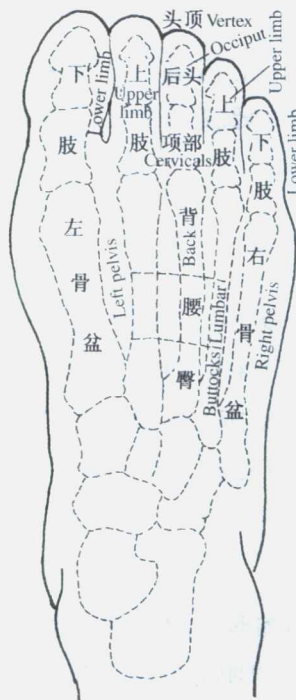 头顶 Vertex
Occiput
Upper limb
下
Lower limb
上
Upper
limb
后头
上
下
Lower limb
肢
肢
项部
Cervicals
肢
肢
左
骨
盆
Left pelvis
背
Back
腰
臀
Buttocks Lumbar
右
骨
盆
Right pelvis